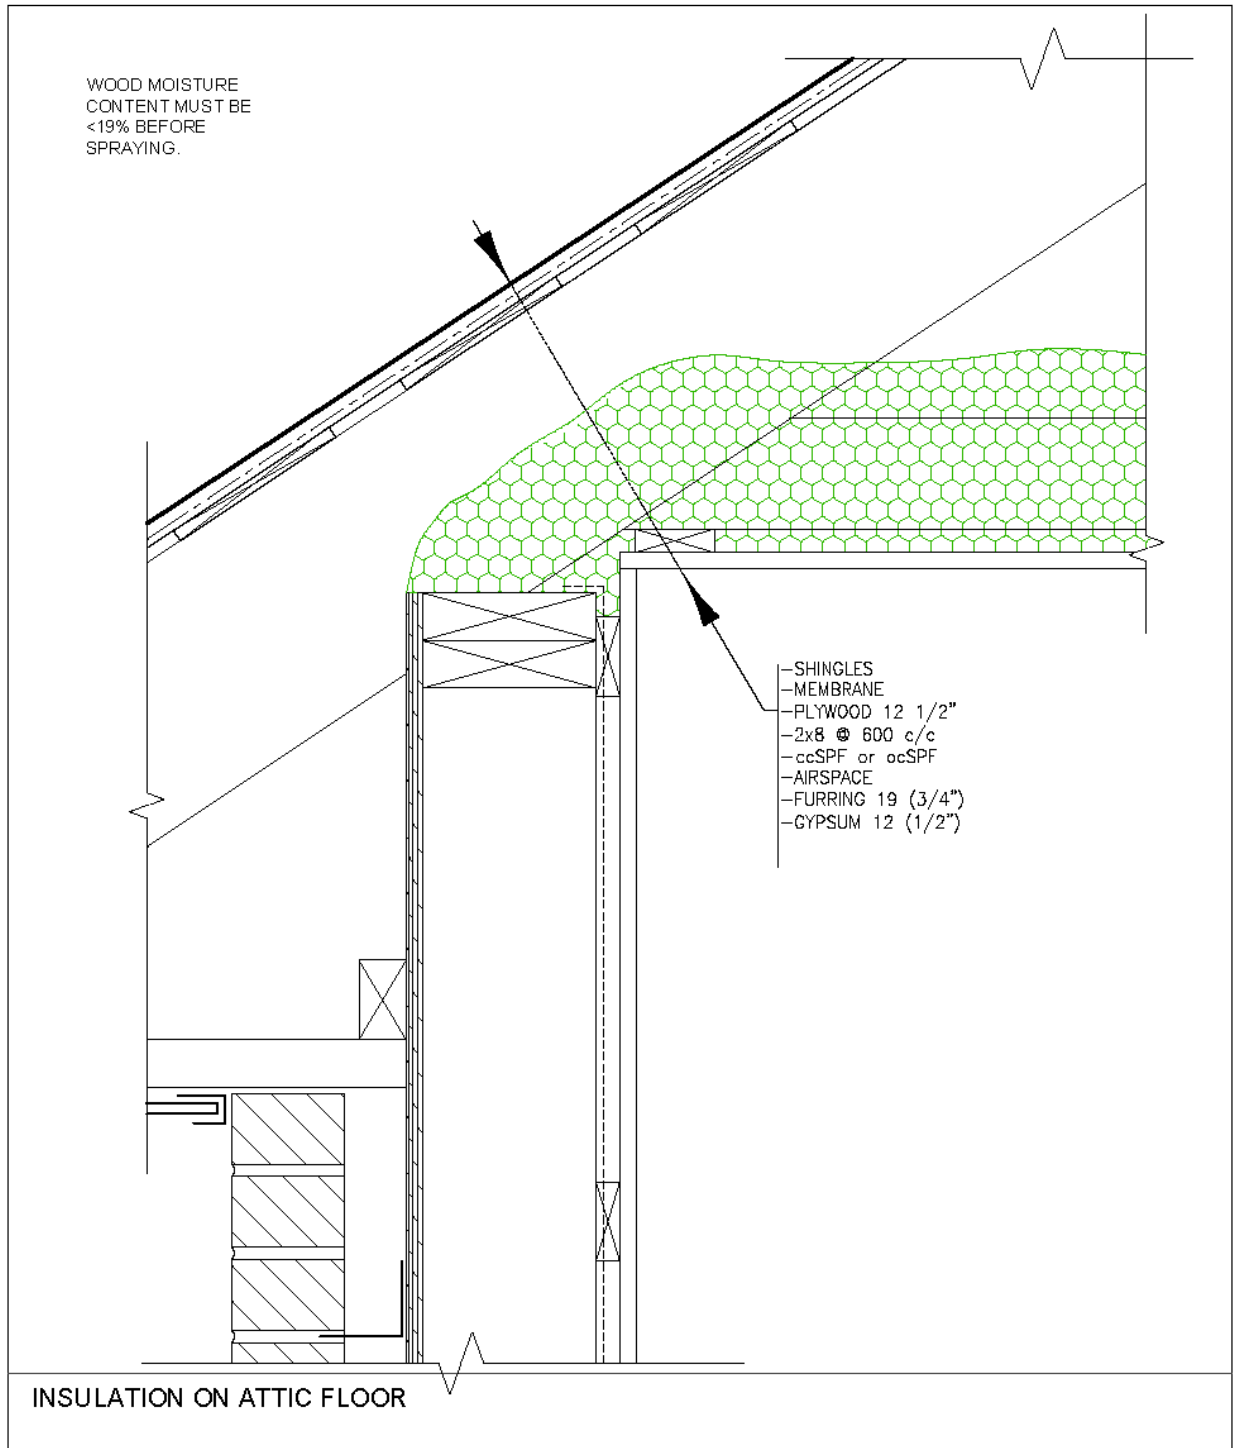 WOOD MOISTURE
CONTENT MUST BE
<19% BEFORE
SPRAYING.
-SHINGLES
-MEMBRANE
-PLYWOOD 12 1/2"
-2x8 @ 600 c/c
-ccSPF or ocSPF
-AIRSPACE
-FURRING 19 (3/4")
-GYPSUM 12 (1/2")
INSULATION ON ATTIC FLOOR